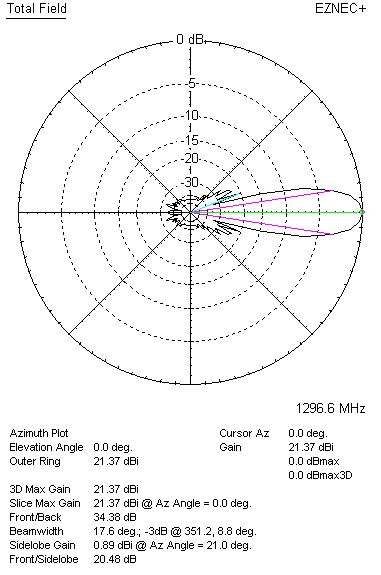 Total Field EZNEC+
0 dB
-5
-10
-15
-20
-30
1296.6 MHz
Azimuth Plot Cursor Az 0.0 deg.
Elevation Angle 0.0 deg. Gain 21.37 dBi
Outer Ring 21.37 dBi 0.0 dBmax
0.0 dBmax3D
3D Max Gain 21.37 dBi
Slice Max Gain 21.37 dBi @ Az Angle = 0.0 deg.
Front/Back 34.38 dB
Beamwidth 17.6 deg.; -3dB @ 351.2, 8.8 deg.
Sidelobe Gain 0.89 dBi @ Az Angle = 21.0 deg.
Front/Sidelobe 20.48 dB